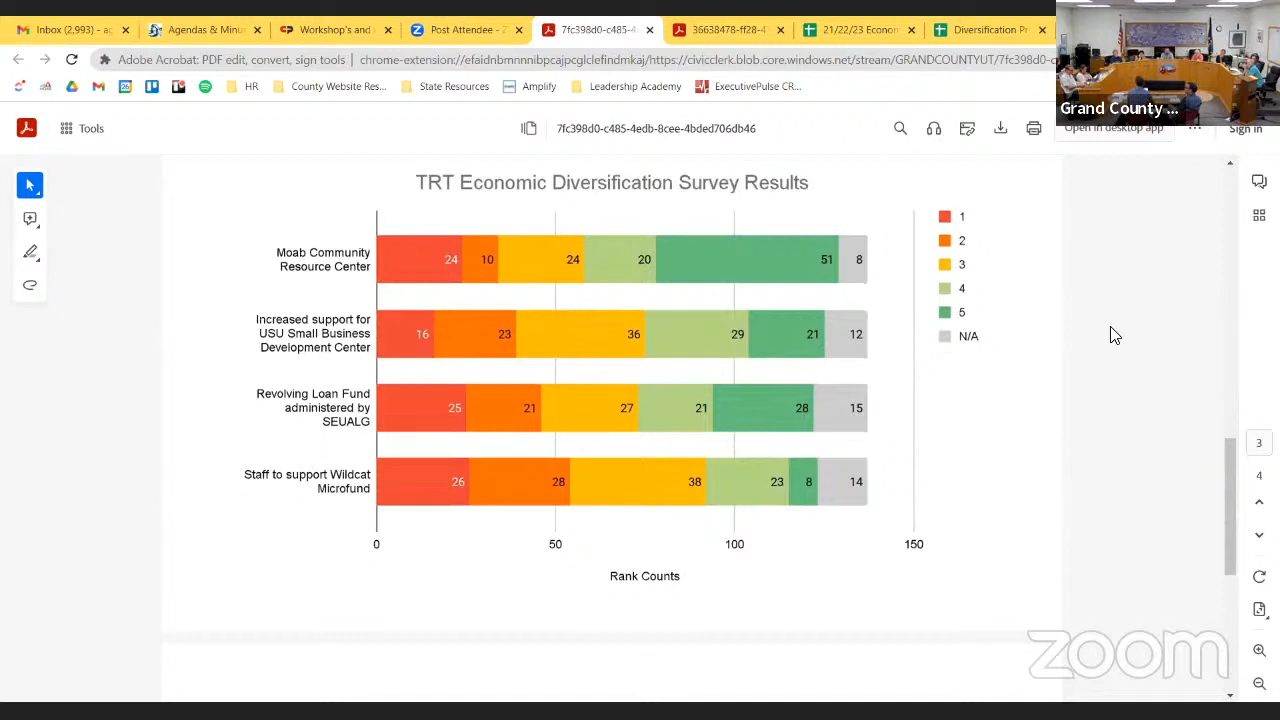 Inbox (2,993) - ag
Agendas & Minu
Workshop's and
Post Attendee - Z
7fc398d0-c485-4
36638478-ff28-4
21/22/23 Econom
Diversification Pr
Adobe Acrobat: PDF edit, convert, sign tools
chrome-extension://efaidnbmnnnibpcajpcglclefindmkaj/https://civicclerk.blob.core.windows.net/stream/GRANDCOUNTYUT/7fc398d0-c
HR
County Website Res...
State Resources
Amplify
Leadership Academy
ExecutivePulse CR...
Grand County ...
Tools
7fc398d0-c485-4edb-8cee-4bded706db46
Open in desktop app
Sign in
TRT Economic Diversification Survey Results
Moab Community
Resource Center
24 10 24 20 51 8
Increased support for
USU Small Business
Development Center
16 23 36 29 21 12
Revolving Loan Fund
administered by
SEUALG
25 21 27 21 28 15
Staff to support Wildcat
Microfund
26 28 38 23 8 14
0 50 100 150
Rank Counts
1
2
3
4
5
N/A
3
4
zoom